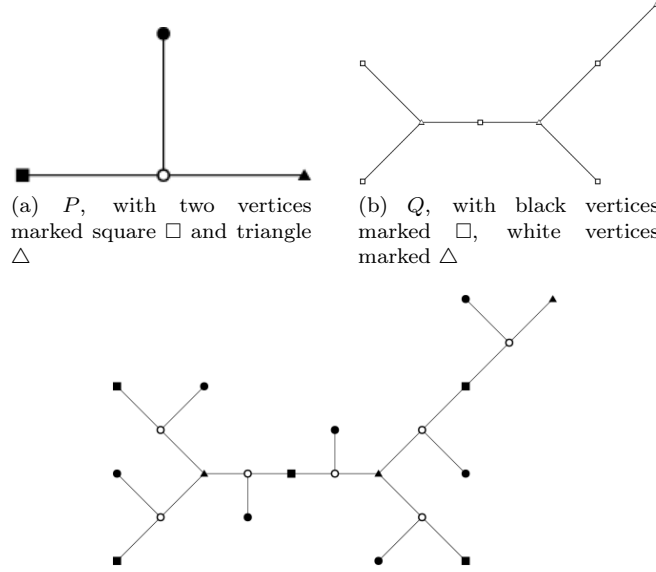 (a) P, with two vertices
marked square □ and triangle
△
(b) Q, with black vertices
marked □, white vertices
marked △